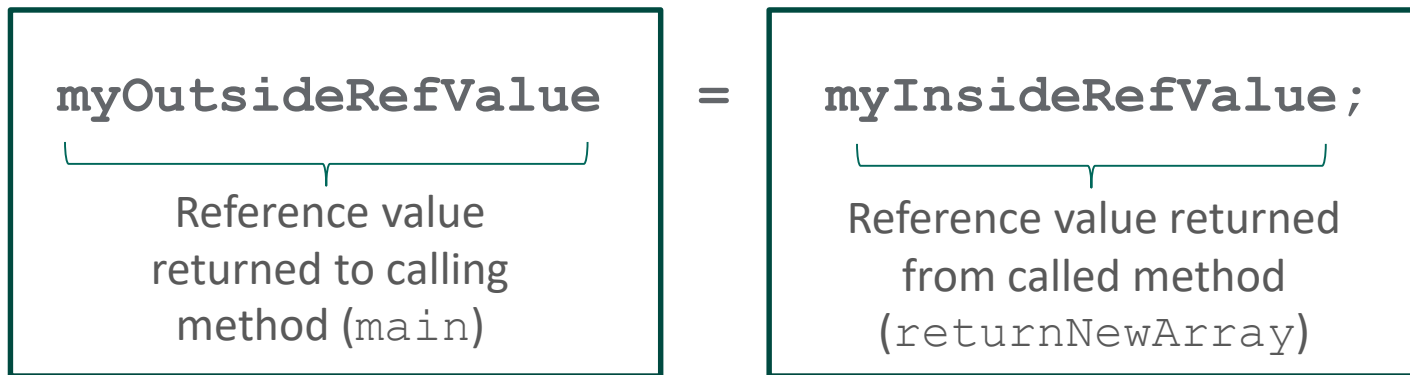 myOutsideRefValue = myInsideRefValue;
Reference value
returned to calling
method (main)
Reference value returned
from called method
(returnNewArray)